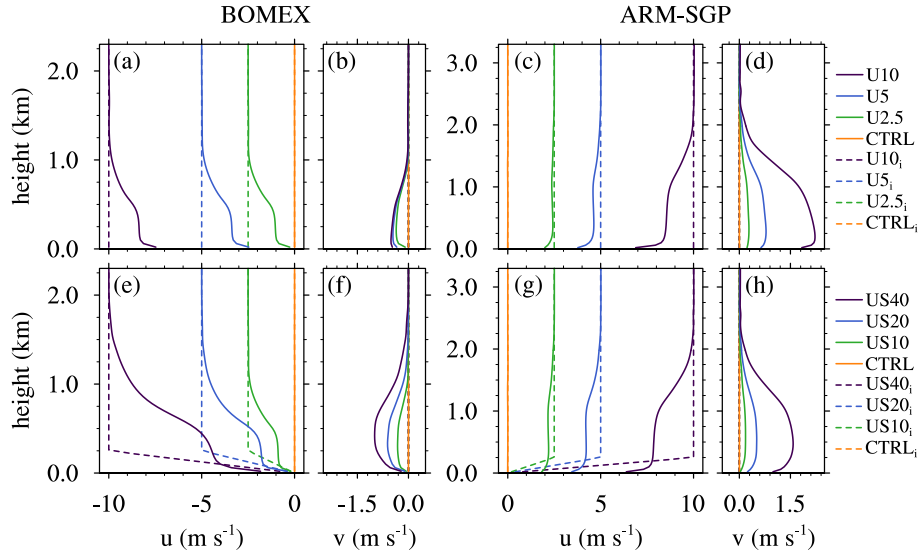 BOMEX ARM-SGP
(a) (b) (c) (d)
height (km)
2.0
1.0
0.0
3.0
2.0
1.0
0.0
U10
U5
U2.5
CTRL
U10i
U5i
U2.5i
CTRLi
(e) (f) (g) (h)
height (km)
2.0
1.0
0.0
3.0
2.0
1.0
0.0
US40
US20
US10
CTRL
US40i
US20i
US10i
CTRLi
-10 -5 0 -1.5 0.0 0 5 10 0.0 1.5
u (m s⁻¹) v (m s⁻¹) u (m s⁻¹) v (m s⁻¹)